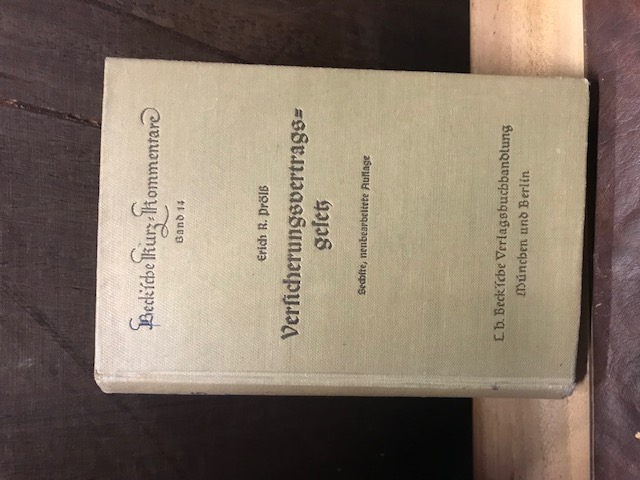 Beck'sche Kurz-Kommentare
Band 14
Erich R. Prölß
Versicherungsvertrags=
gesetz
Sechste, neubearbeitete Auflage
C. H. Beck'sche Verlagsbuchhandlung
München und Berlin